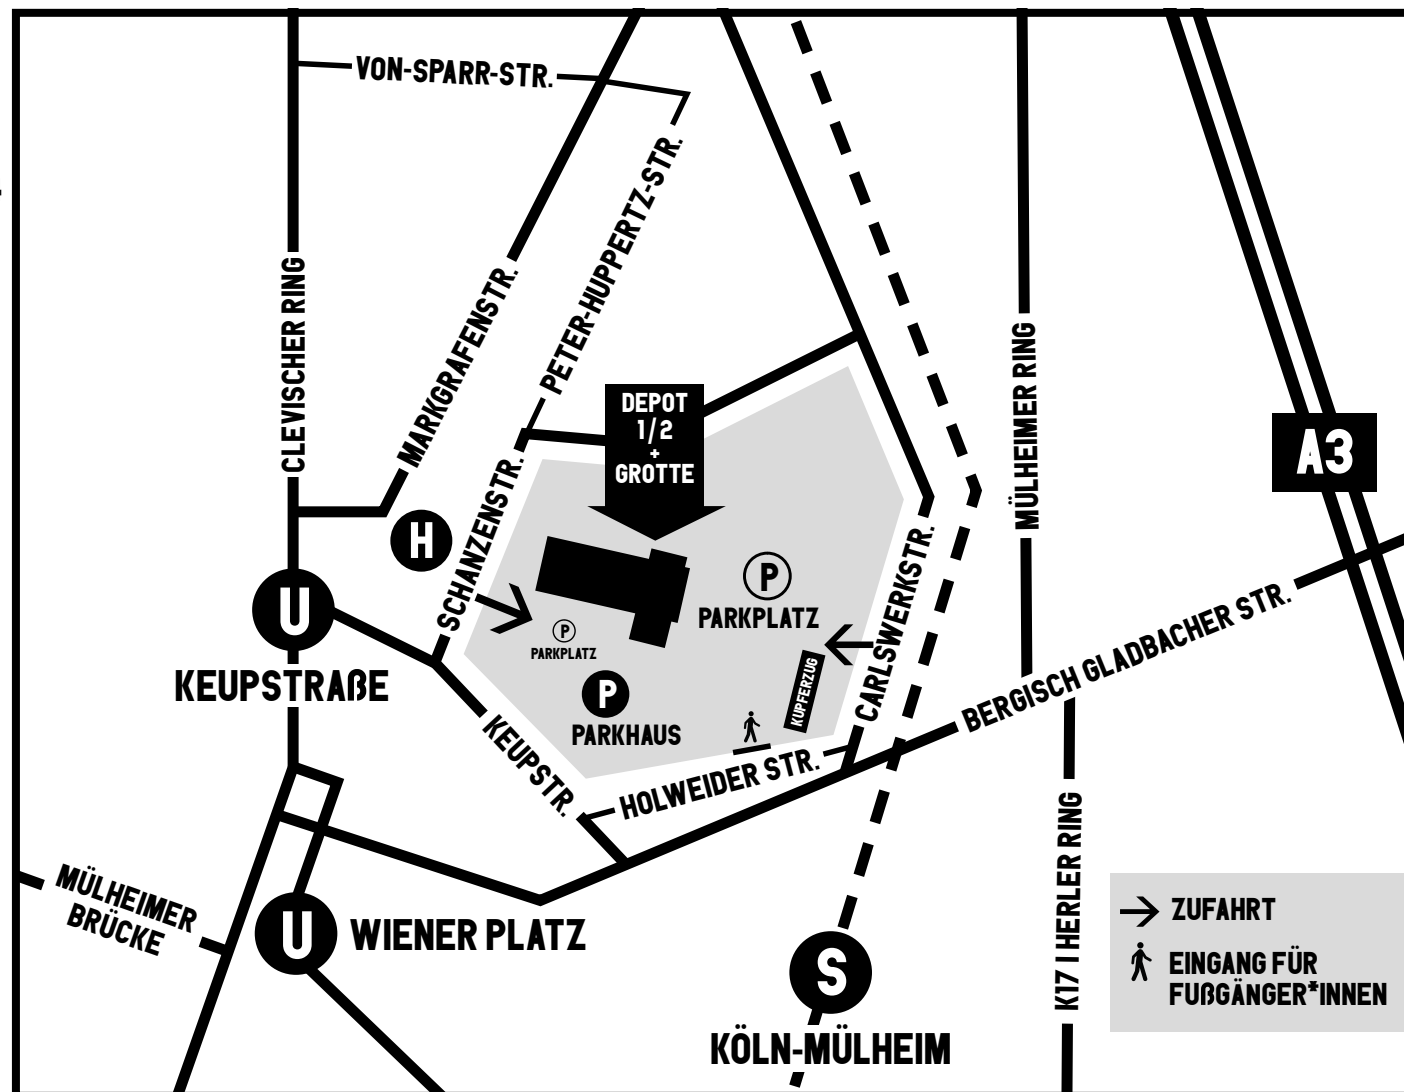 VON-SPARR-STR.
PETER-HUPPERTZ-STR.
CLEVISCHER RING
MARKGRAFENSTR.
MÜLHEIMER RING
DEPOT
1/2
+
GROTTE
A3
SCHANZENSTR.
H
CARLSWERKSTR.
P
PARKPLATZ
U
KEUPSTRAßE
P
PARKPLATZ
BERGISCH GLADBACHER STR.
KUPFERZUG
P
PARKHAUS
KEUPSTR.
HOLWEIDER STR.
MÜLHEIMER
BRÜCKE
U
WIENER PLATZ
K17 | HERLER RING
S
KÖLN-MÜLHEIM
ZUFAHRT
EINGANG FÜR
FUßGÄNGER*INNEN